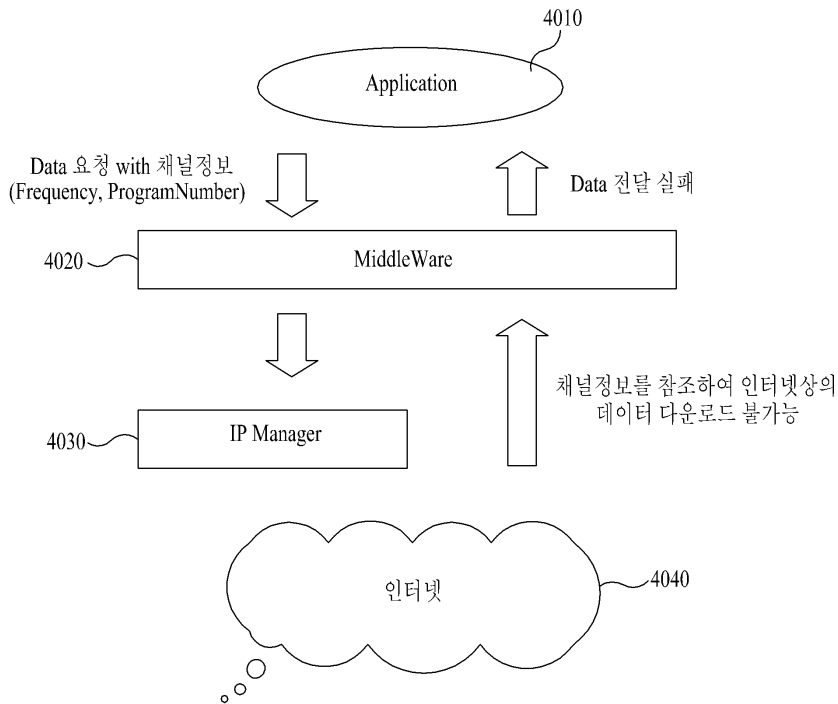 4010
Application
Data 요청 with 채널정보
(Frequency, ProgramNumber)
Data 전달 실패
4020
MiddleWare
채널정보를 참조하여 인터넷상의
데이터 다운로드 불가능
4030
IP Manager
인터넷
4040